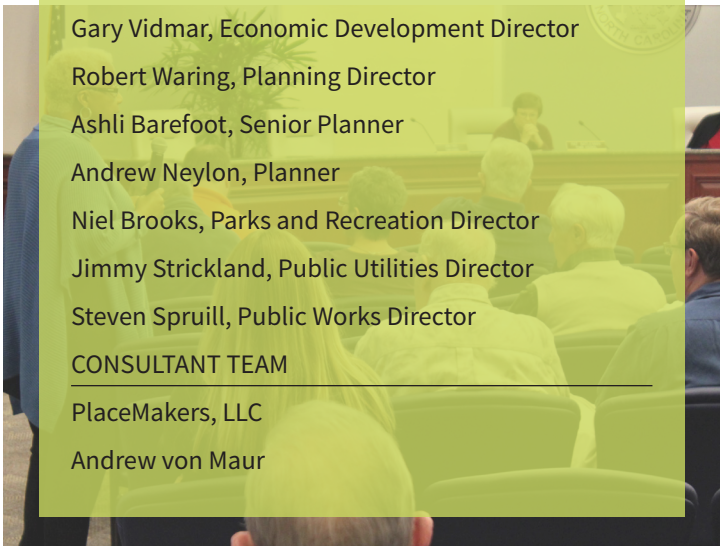 Gary Vidmar, Economic Development Director
Robert Waring, Planning Director
Ashli Barefoot, Senior Planner
Andrew Neylon, Planner
Niel Brooks, Parks and Recreation Director
Jimmy Strickland, Public Utilities Director
Steven Spruill, Public Works Director
CONSULTANT TEAM
PlaceMakers, LLC
Andrew von Maur